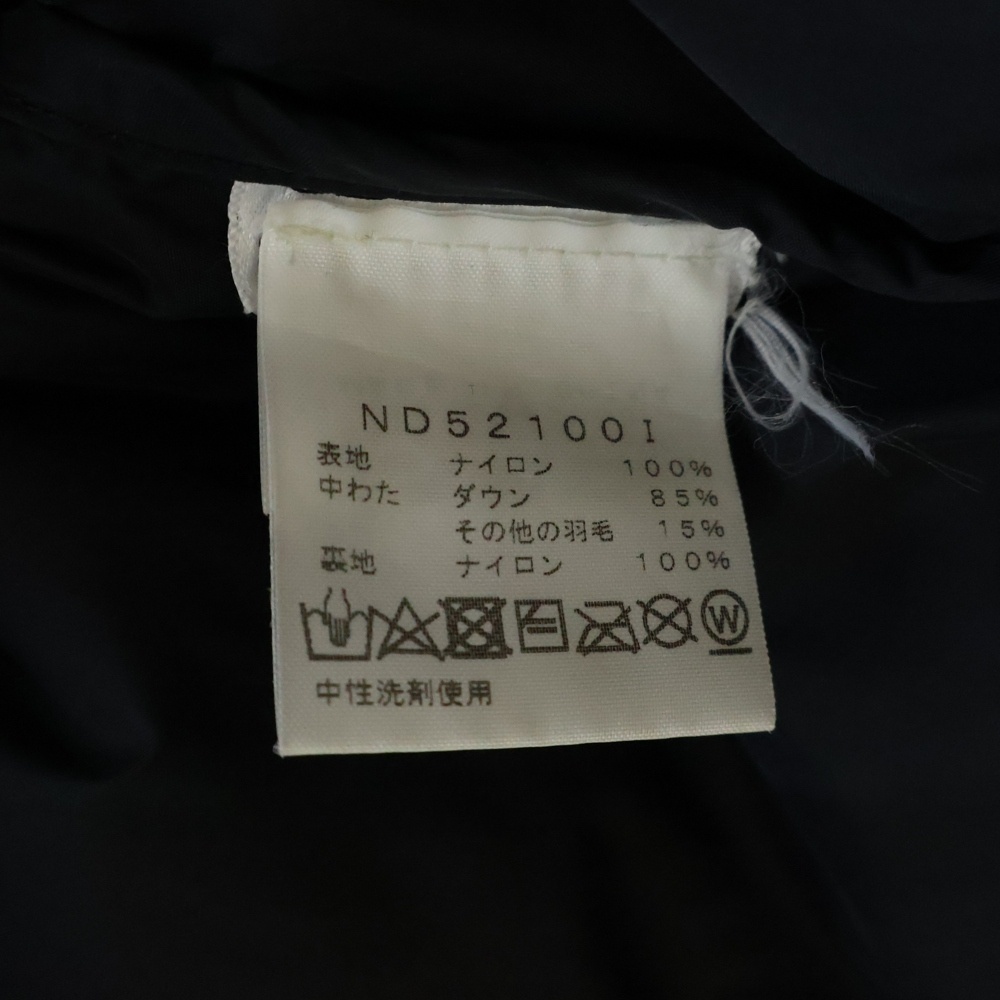 ND52100I
表地 ナイロン 100%
中わた ダウン 85%
その他の羽毛 15%
裏地 ナイロン 100%
W
中性洗剤使用